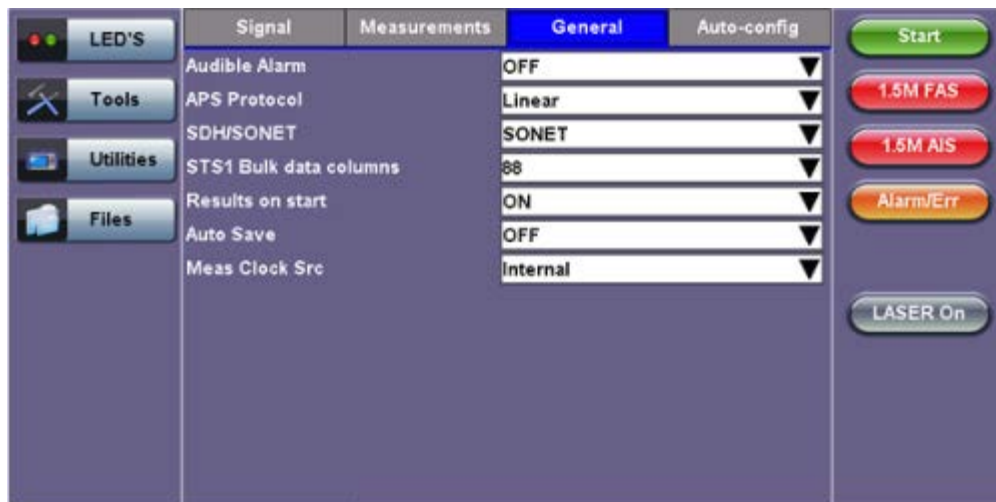 LED'S
Tools
Utilities
Files
Signal Measurements General Auto-config
Audible Alarm OFF
APS Protocol Linear
SDH/SONET SONET
STS1 Bulk data columns 88
Results on start ON
Auto Save OFF
Meas Clock Src Internal
Start
1.5M FAS
1.5M AIS
Alarm/Err
LASER On